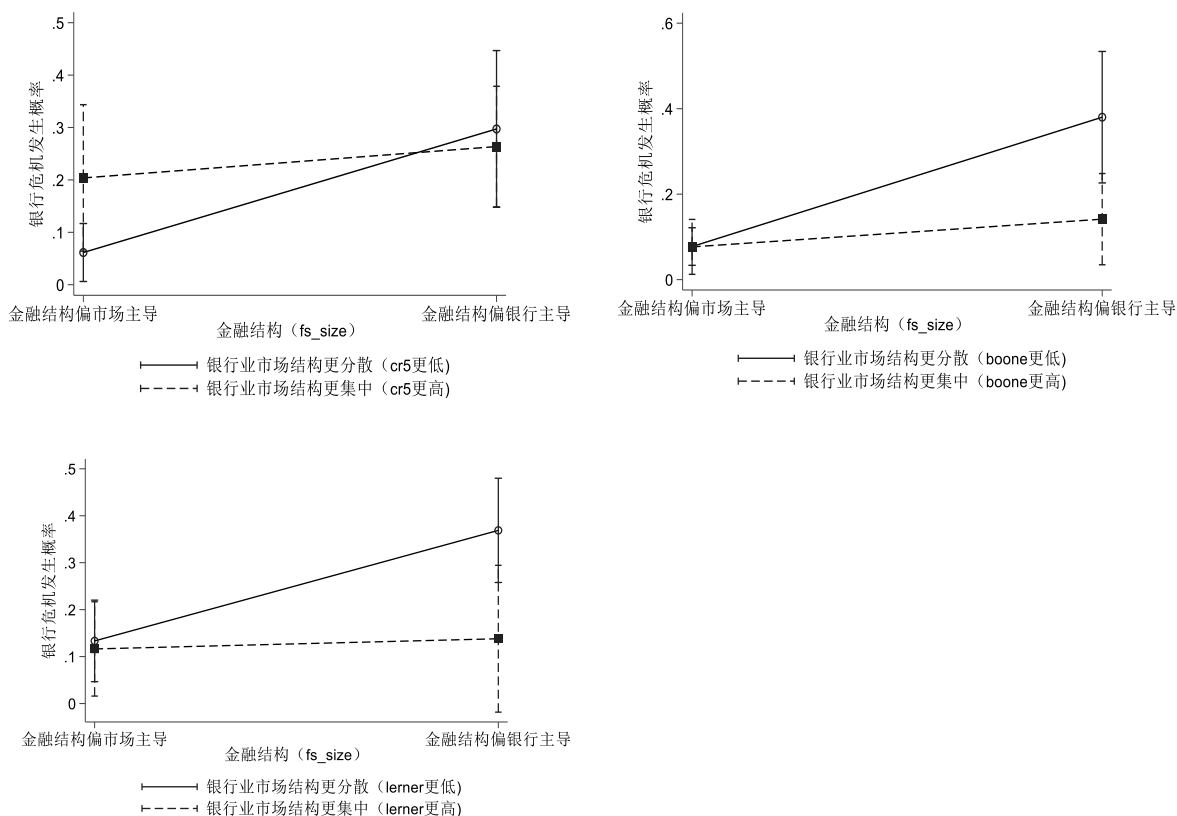 .5
.4
.3
.2
.1
0
银行危机发生概率
金融结构偏市场主导
金融结构偏银行主导
金融结构（fs_size）
银行业市场结构更分散（cr5更低)
银行业市场结构更集中（cr5更高)
.6
.4
.2
0
银行危机发生概率
金融结构偏市场主导
金融结构偏银行主导
金融结构（fs_size）
银行业市场结构更分散（boone更低)
银行业市场结构更集中（boone更高)
.5
.4
.3
.2
.1
0
银行危机发生概率
金融结构偏市场主导
金融结构偏银行主导
金融结构（fs_size）
银行业市场结构更分散（lerner更低)
银行业市场结构更集中（lerner更高)